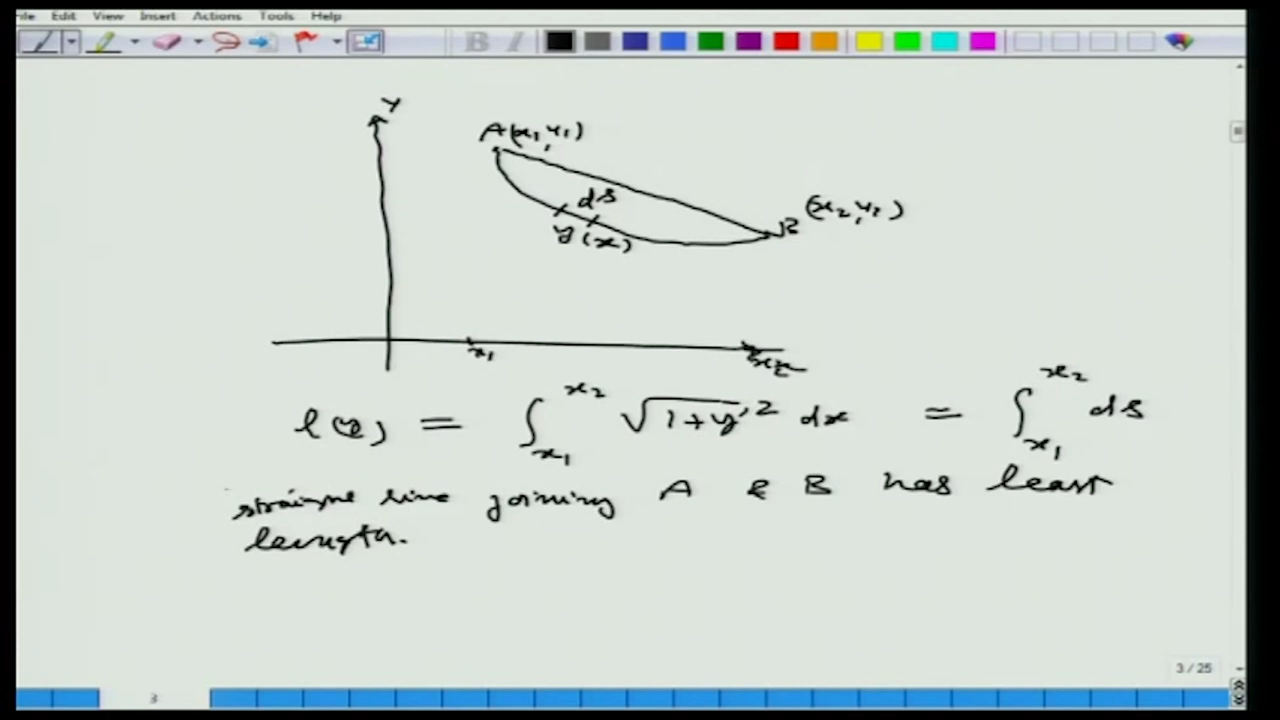 File Edit View Insert Actions Tools Help
B I
Y
A(x₁, y₁)
ds
(x₂, y₂)
B
y(x)
x₁ x₂
l(y) = ∫_{x₁}^{x₂} √1+y'² dx = ∫_{x₁}^{x₂} ds
straight line joining A & B has least
length.
3 / 25
3